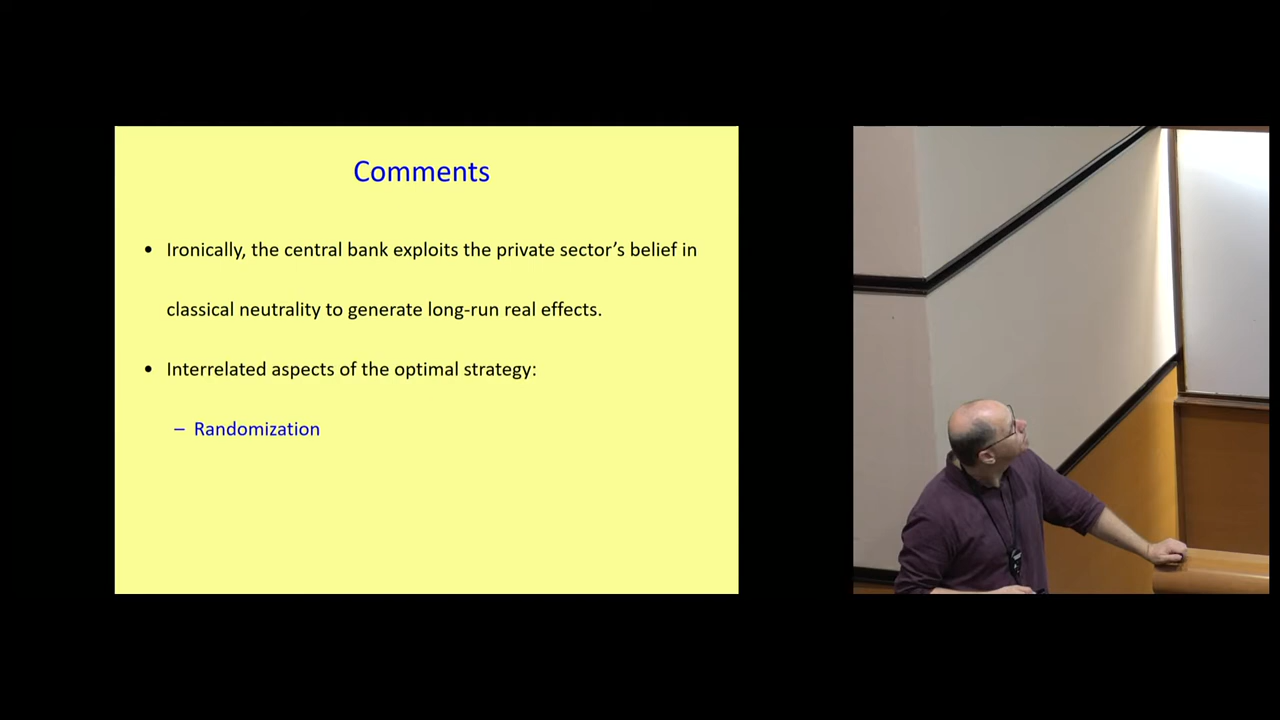 Comments
• Ironically, the central bank exploits the private sector’s belief in
classical neutrality to generate long-run real effects.
• Interrelated aspects of the optimal strategy:
– Randomization